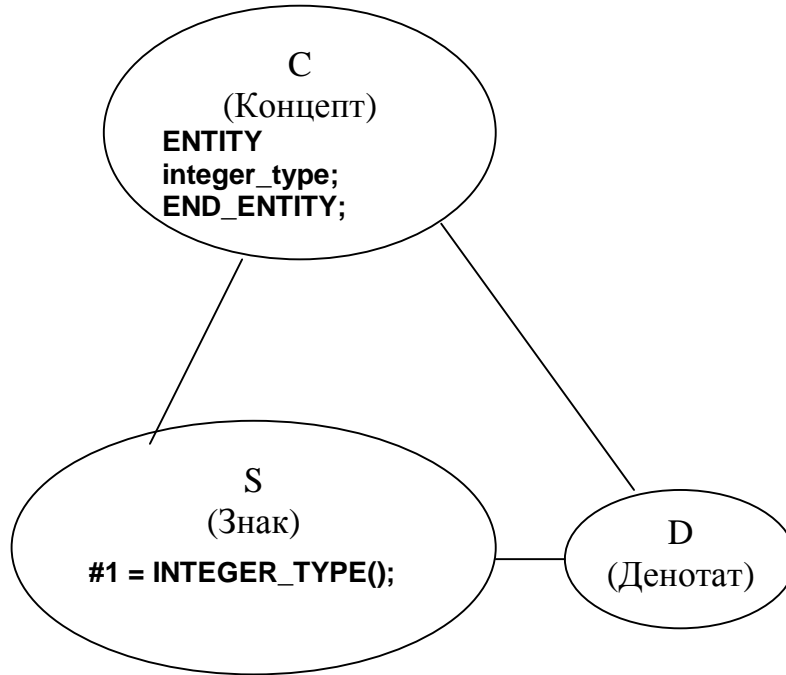 C
(Концепт)
ENTITY
integer_type;
END_ENTITY;
S
(Знак)
#1 = INTEGER_TYPE();
D
(Денотат)